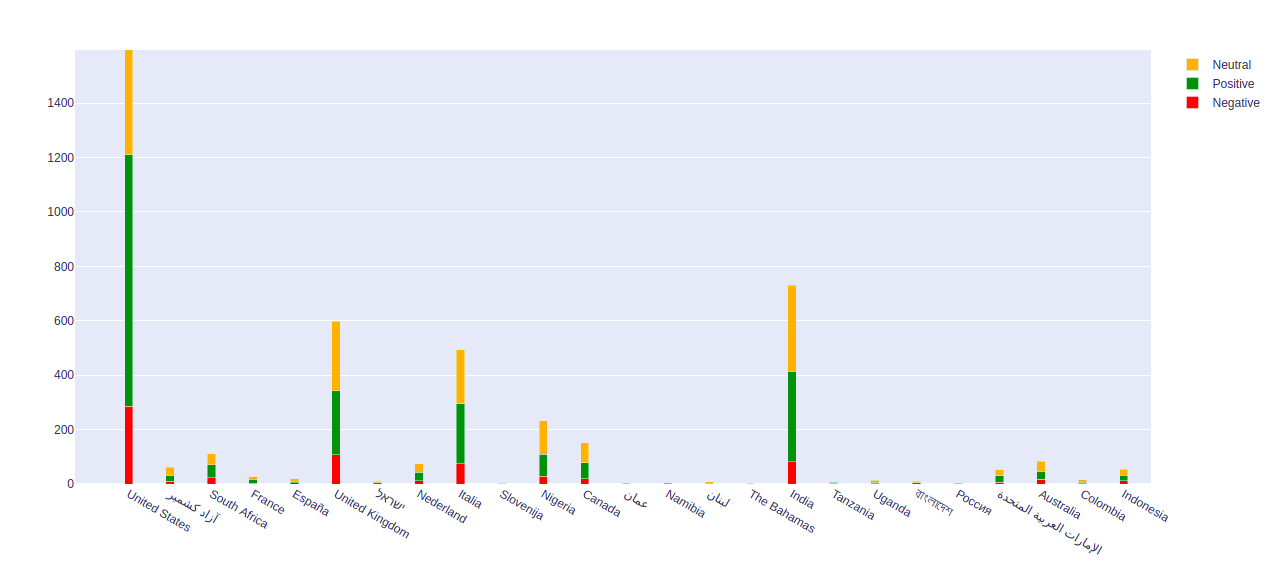 1400
1200
1000
800
600
400
200
0
United States
آزاد کشمیر
South Africa
France
España
United Kingdom
ישראל
Nederland
Italia
Slovenija
Nigeria
Canada
عمان
Namibia
لبنان
The Bahamas
India
Tanzania
Uganda
বাংলাদেশ
Россия
الإمارات العربية المتحدة
Australia
Colombia
Indonesia
Neutral
Positive
Negative